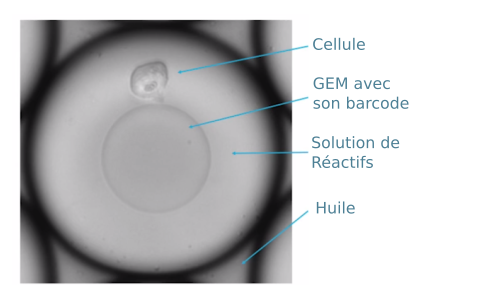 Cellule
GEM avec
son barcode
Solution de
Réactifs
Huile